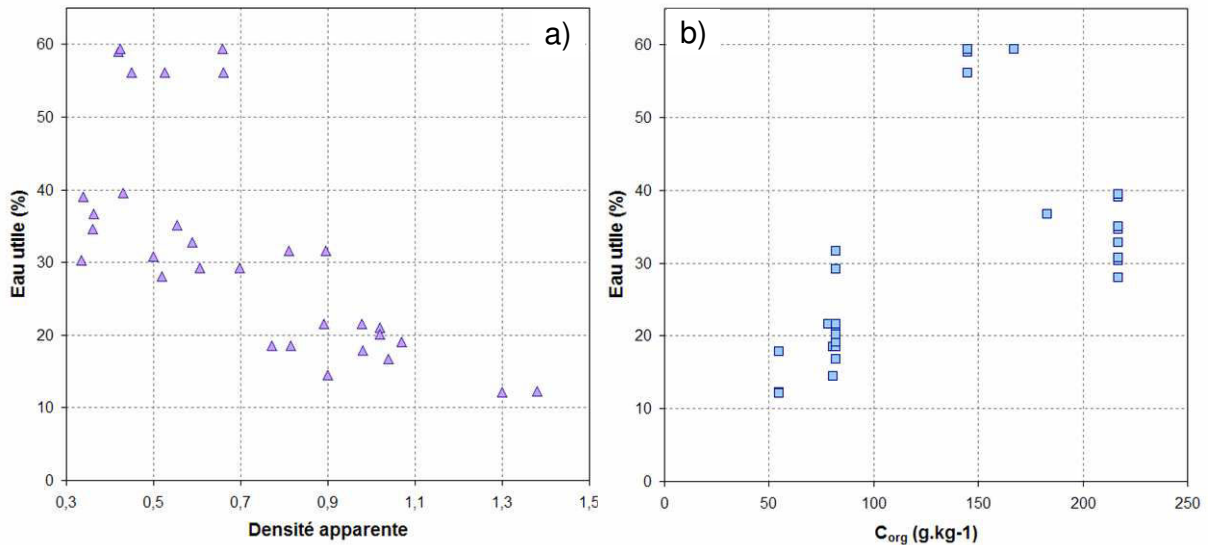 a)
Eau utile (%)
60
50
40
30
20
10
0
0,3 0,5 0,7 0,9 1,1 1,3 1,5
Densité apparente
b)
Eau utile (%)
60
50
40
30
20
10
0
0 50 100 150 200 250
Corg (g.kg-1)